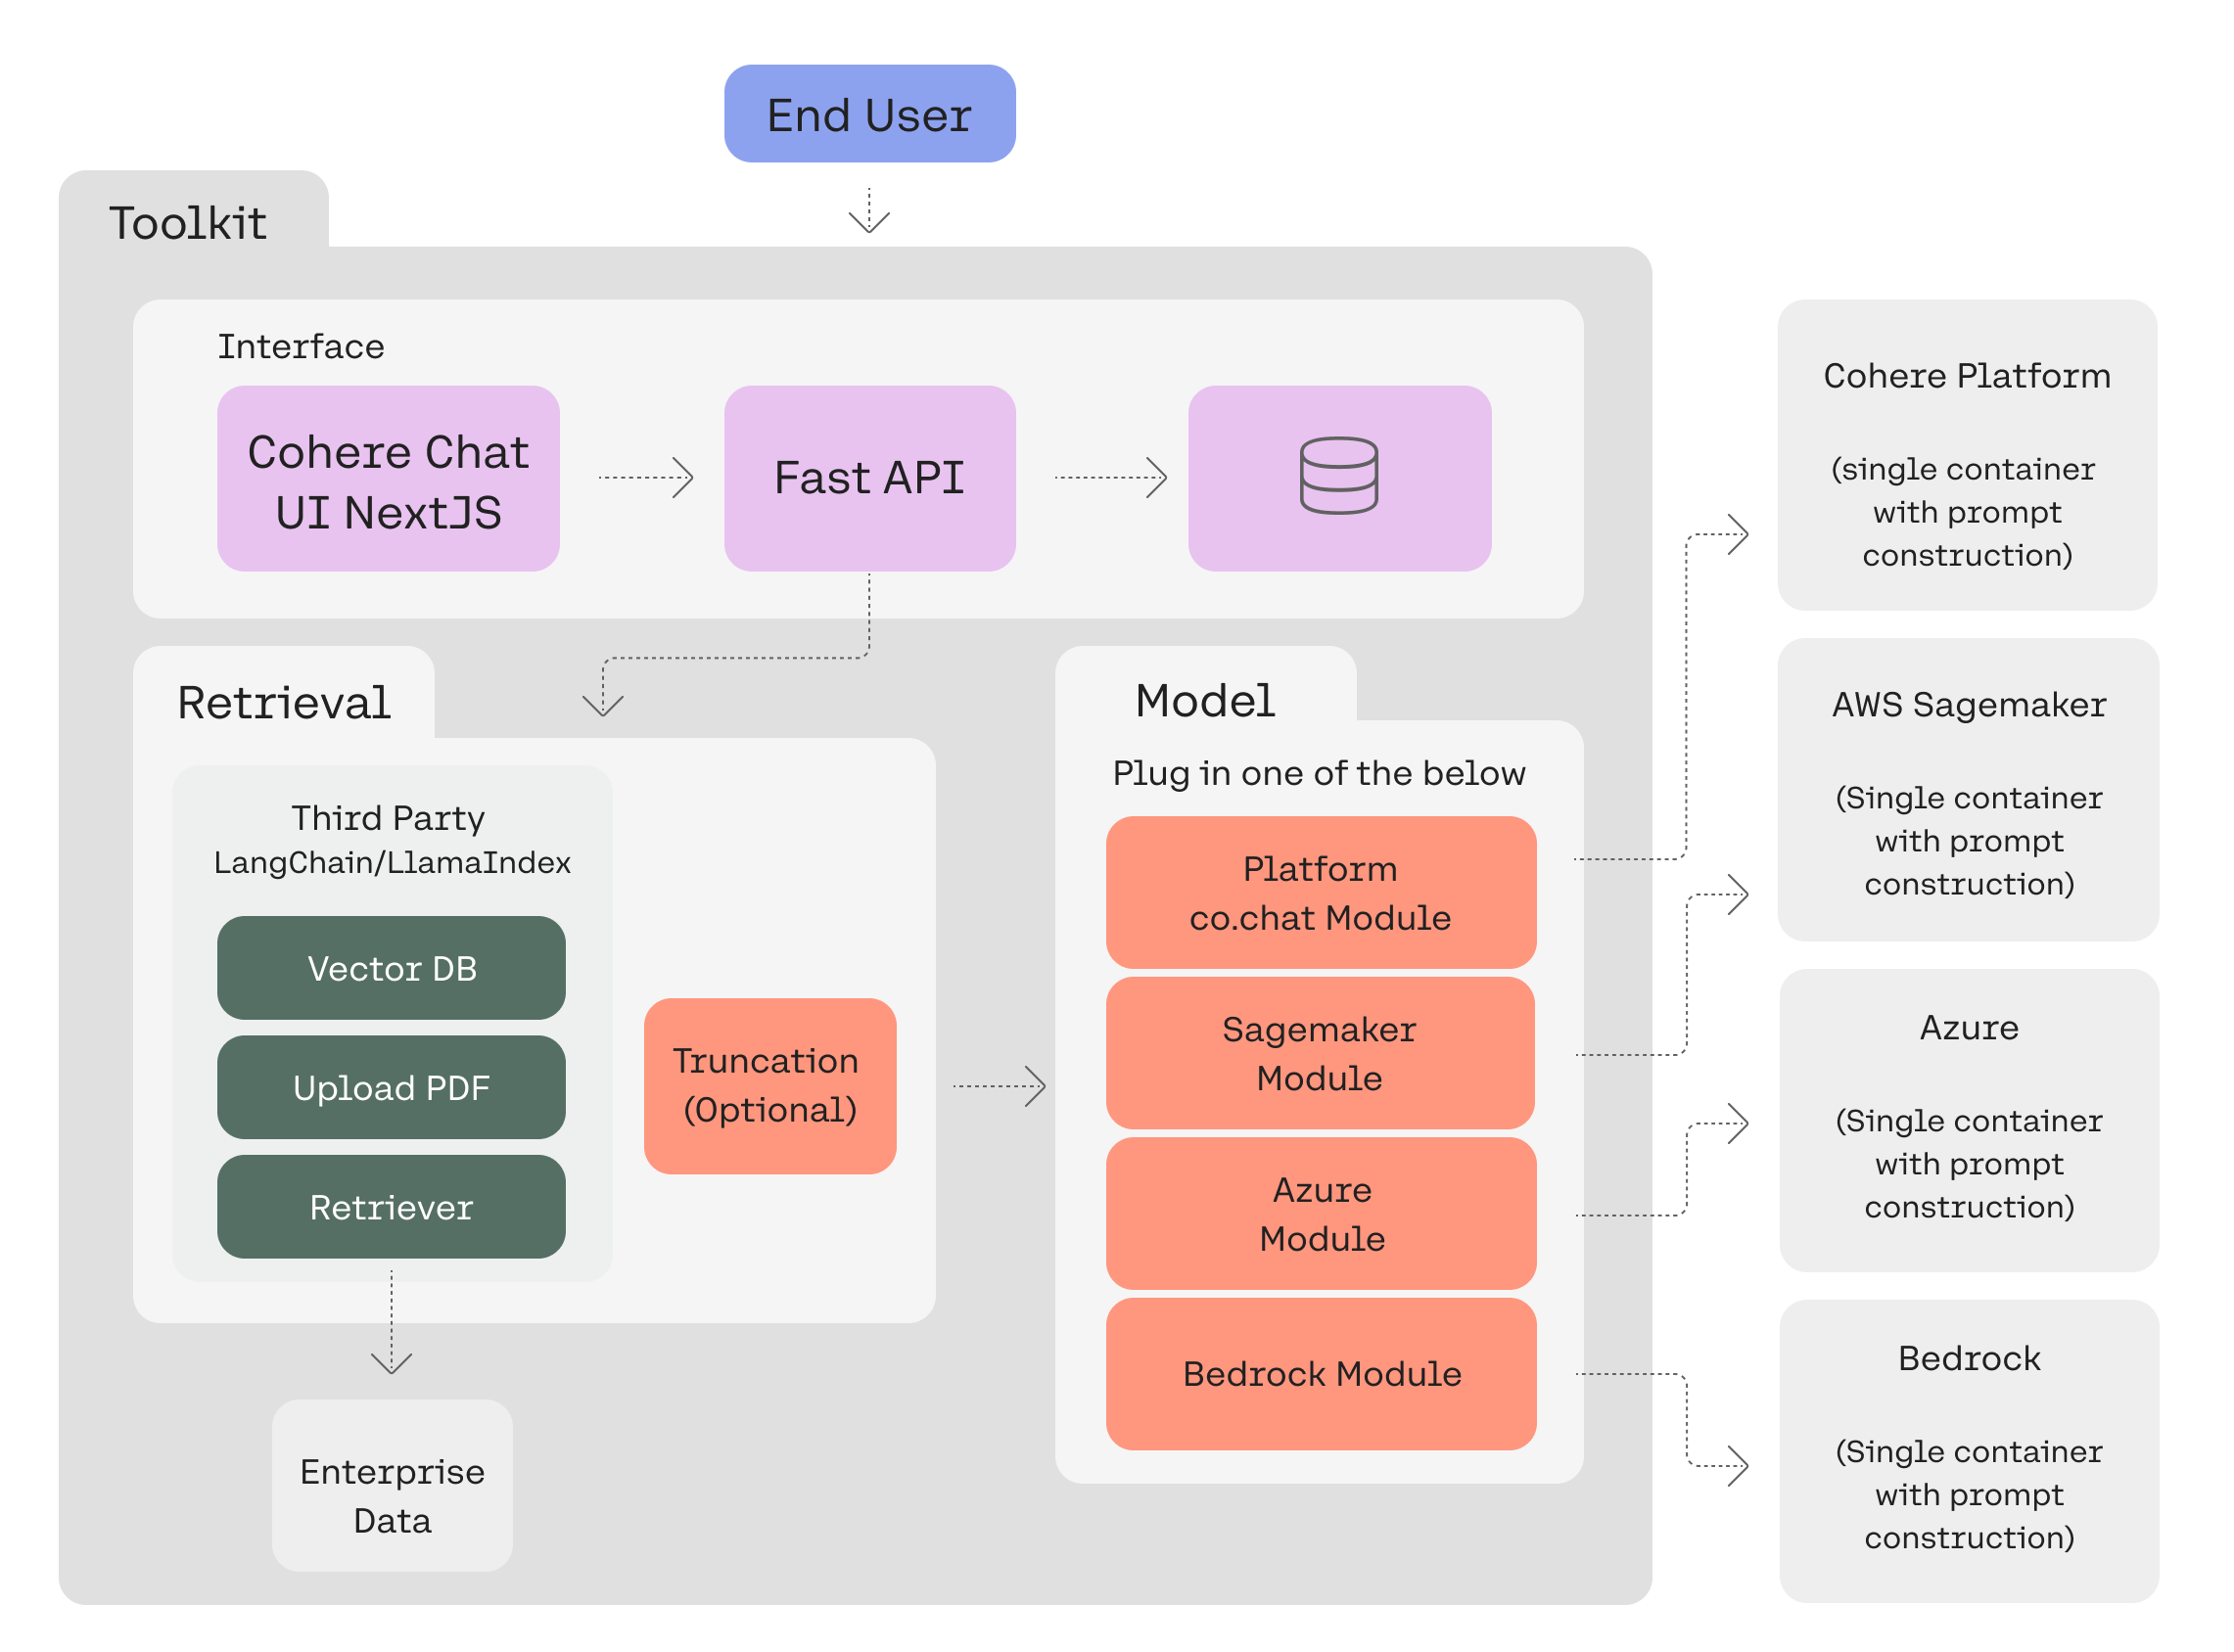 End User
Toolkit
Interface
Cohere Chat
UI NextJS
Fast API
Retrieval
Third Party
LangChain/LlamaIndex
Vector DB
Upload PDF
Retriever
Truncation
(Optional)
Enterprise
Data
Model
Plug in one of the below
Platform
co.chat Module
Sagemaker
Module
Azure
Module
Bedrock Module
Cohere Platform
(single container
with prompt
construction)
AWS Sagemaker
(Single container
with prompt
construction)
Azure
(Single container
with prompt
construction)
Bedrock
(Single container
with prompt
construction)